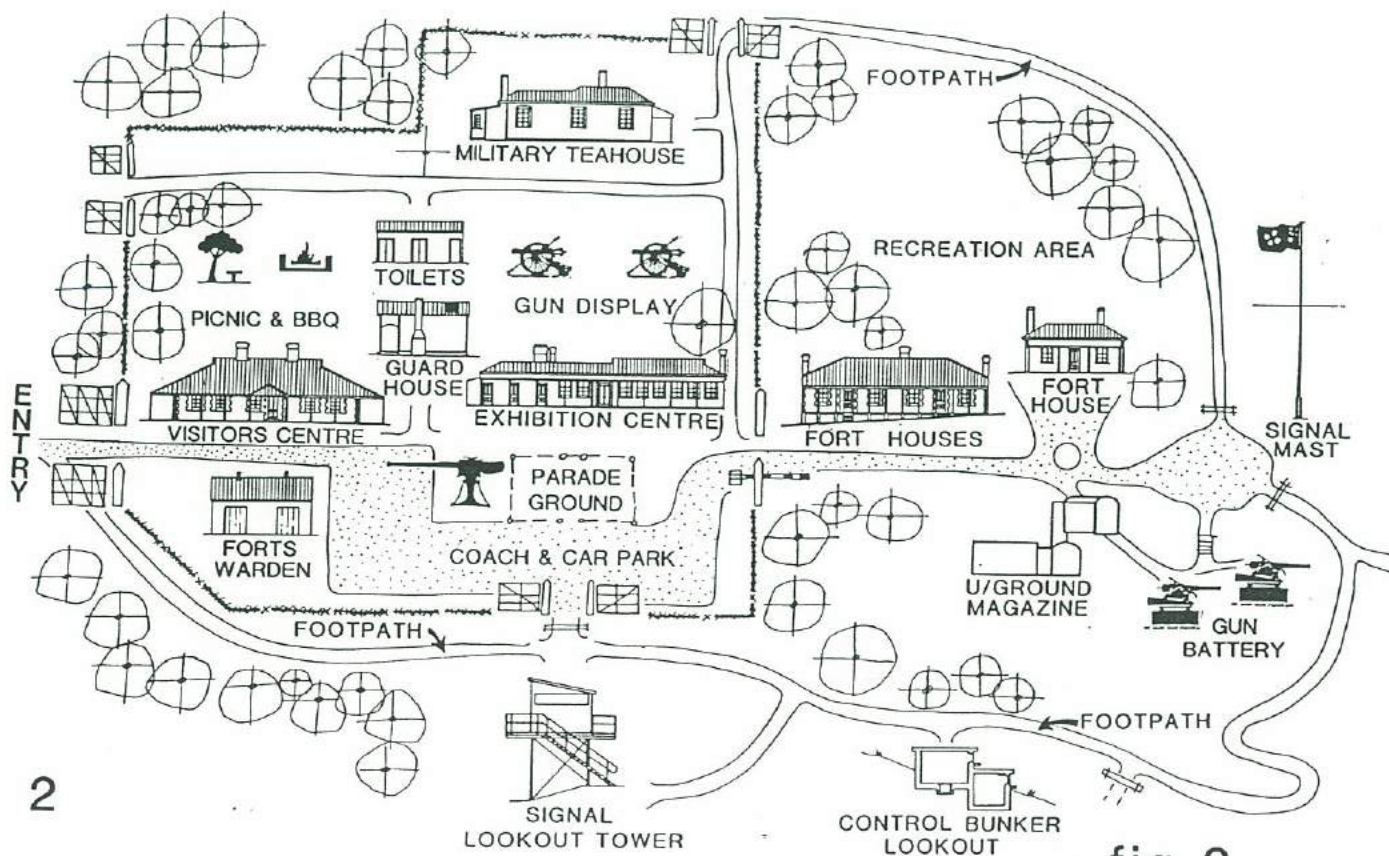 FOOTPATH
MILITARY TEAHOUSE
RECREATION AREA
TOILETS
GUN DISPLAY
PICNIC & BBQ
GUARD
HOUSE
FORT
HOUSE
ENTRY
VISITORS CENTRE
EXHIBITION CENTRE
FORT HOUSES
SIGNAL
MAST
PARADE
GROUND
FORTS
WARDEN
COACH & CAR PARK
U/GROUND
MAGAZINE
GUN
BATTERY
FOOTPATH
FOOTPATH
2
SIGNAL
LOOKOUT TOWER
CONTROL BUNKER
LOOKOUT